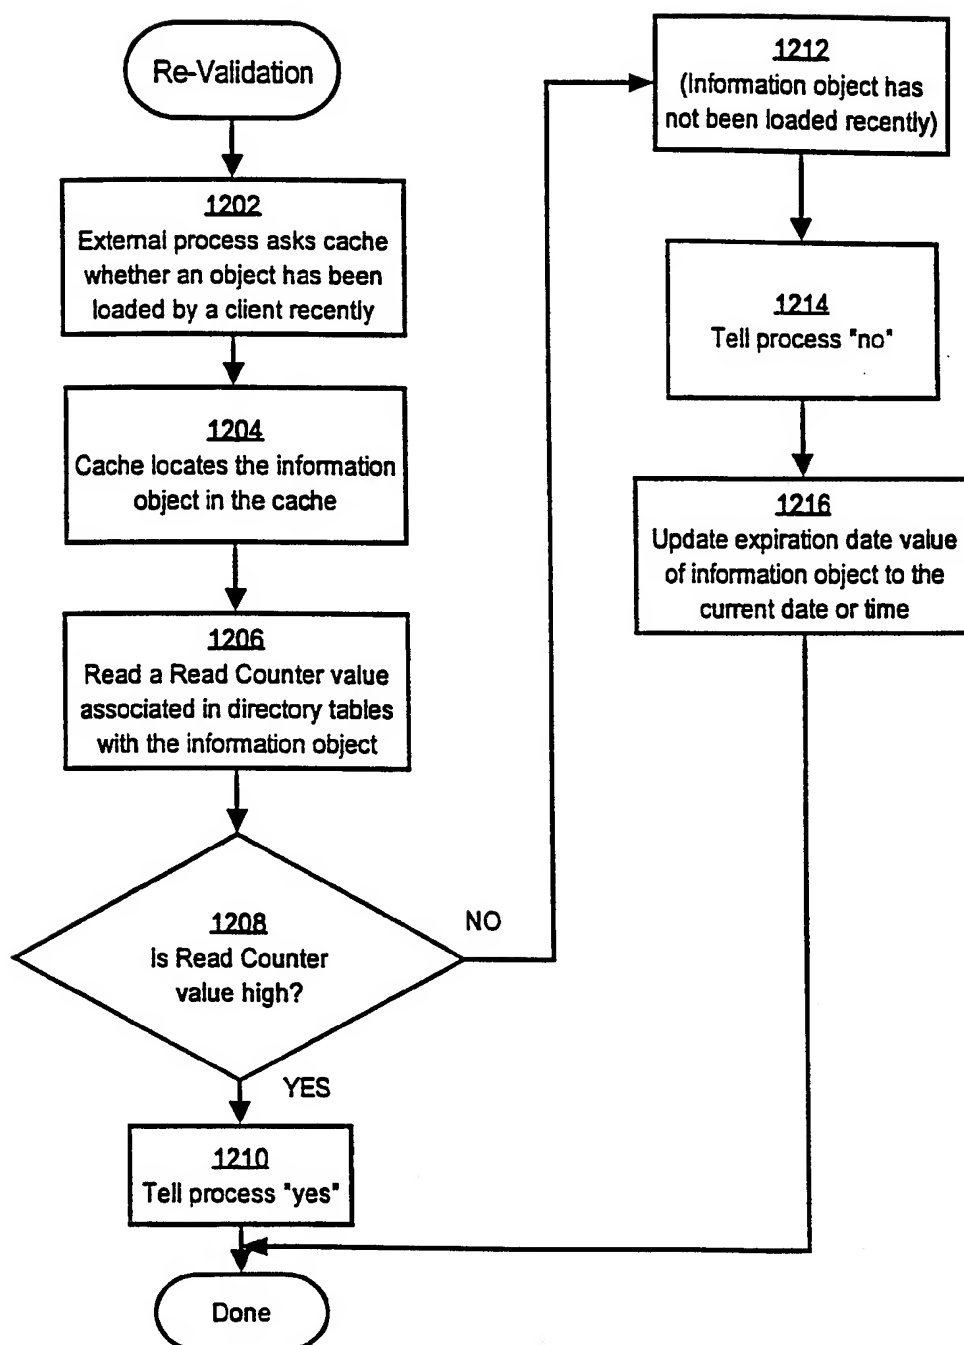 Re-Validation
1202
External process asks cache
whether an object has been
loaded by a client recently
1204
Cache locates the information
object in the cache
1206
Read a Read Counter value
associated in directory tables
with the information object
1208
Is Read Counter
value high?
NO
YES
1210
Tell process "yes"
Done
1212
(Information object has
not been loaded recently)
1214
Tell process "no"
1216
Update expiration date value
of information object to the
current date or time